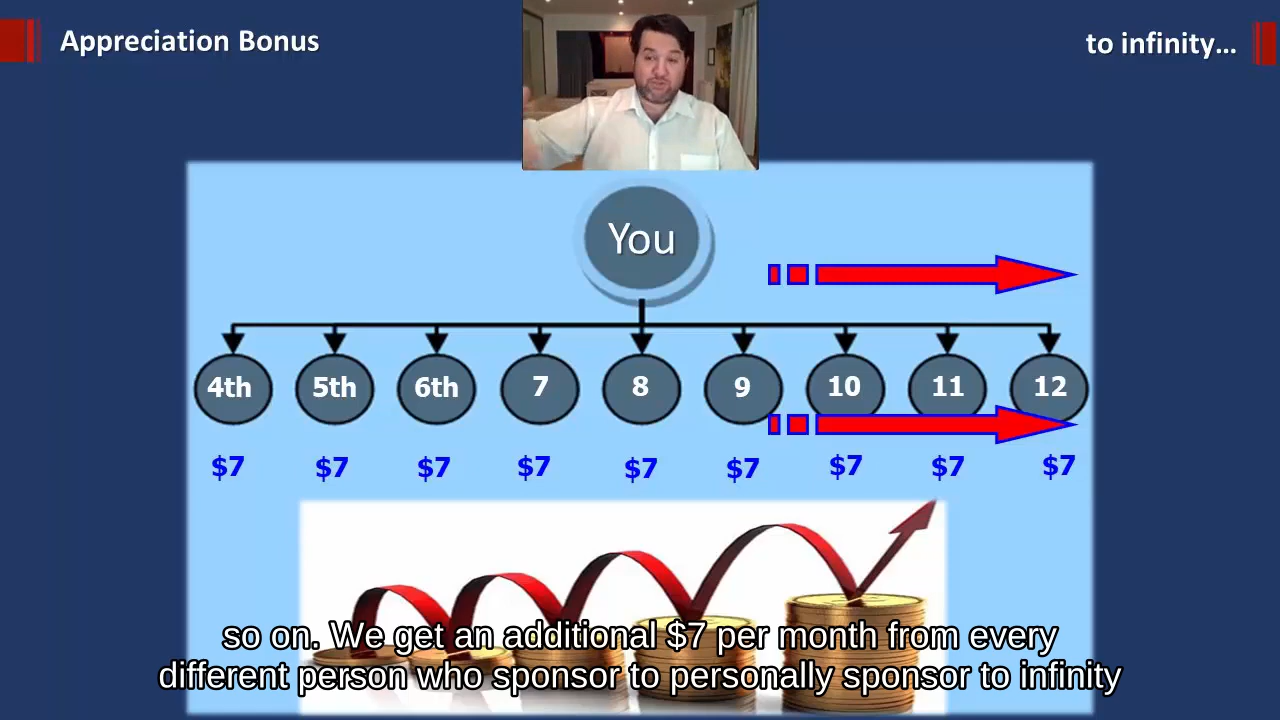 Appreciation Bonus
to infinity...
You
4th 5th 6th 7 8 9 10 11 12
$7 $7 $7 $7 $7 $7 $7 $7 $7
so on. We get an additional $7 per month from every
different person who sponsor to personally sponsor to infinity